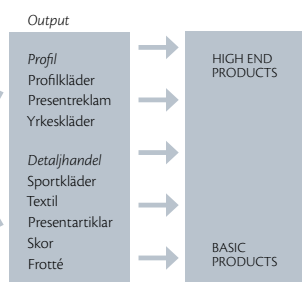 Output
Profil
Profilkläder
Presentreklam
Yrkeskläder
Detaljhandel
Sportkläder
Textil
Presentartiklar
Skor
Frotté
HIGH END
PRODUCTS
BASIC
PRODUCTS